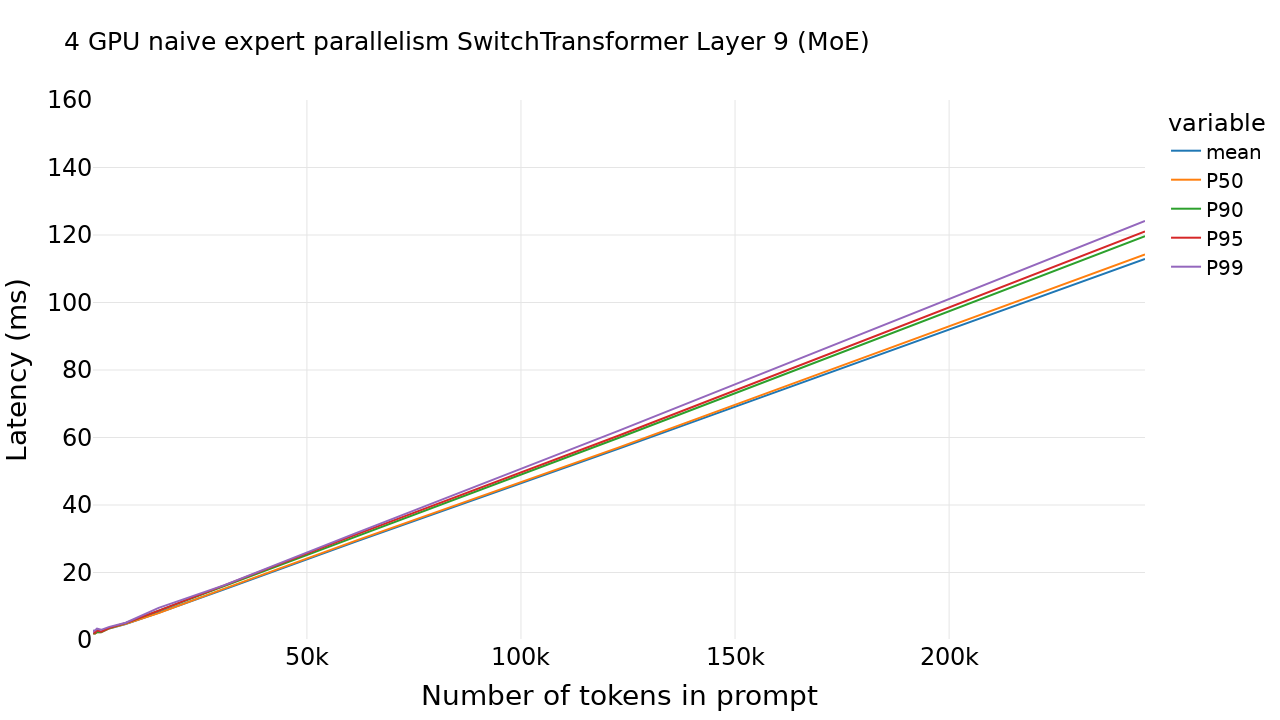 4 GPU naive expert parallelism SwitchTransformer Layer 9 (MoE)
160
140
120
100
80
60
40
20
0
Latency (ms)
50k
100k
150k
200k
Number of tokens in prompt
variable
mean
P50
P90
P95
P99